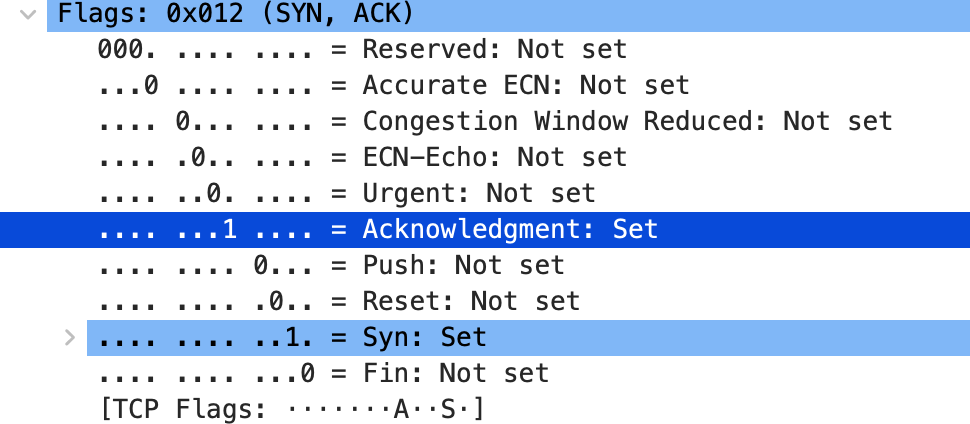 Flags: 0x012 (SYN, ACK)
000. .... .... = Reserved: Not set
...0 .... .... = Accurate ECN: Not set
.... 0... .... = Congestion Window Reduced: Not set
.... .0.. .... = ECN-Echo: Not set
.... ..0. .... = Urgent: Not set
.... ...1 .... = Acknowledgment: Set
.... .... 0... = Push: Not set
.... .... .0.. = Reset: Not set
.... .... ..1. = Syn: Set
.... .... ...0 = Fin: Not set
[TCP Flags: ·······A··S·]